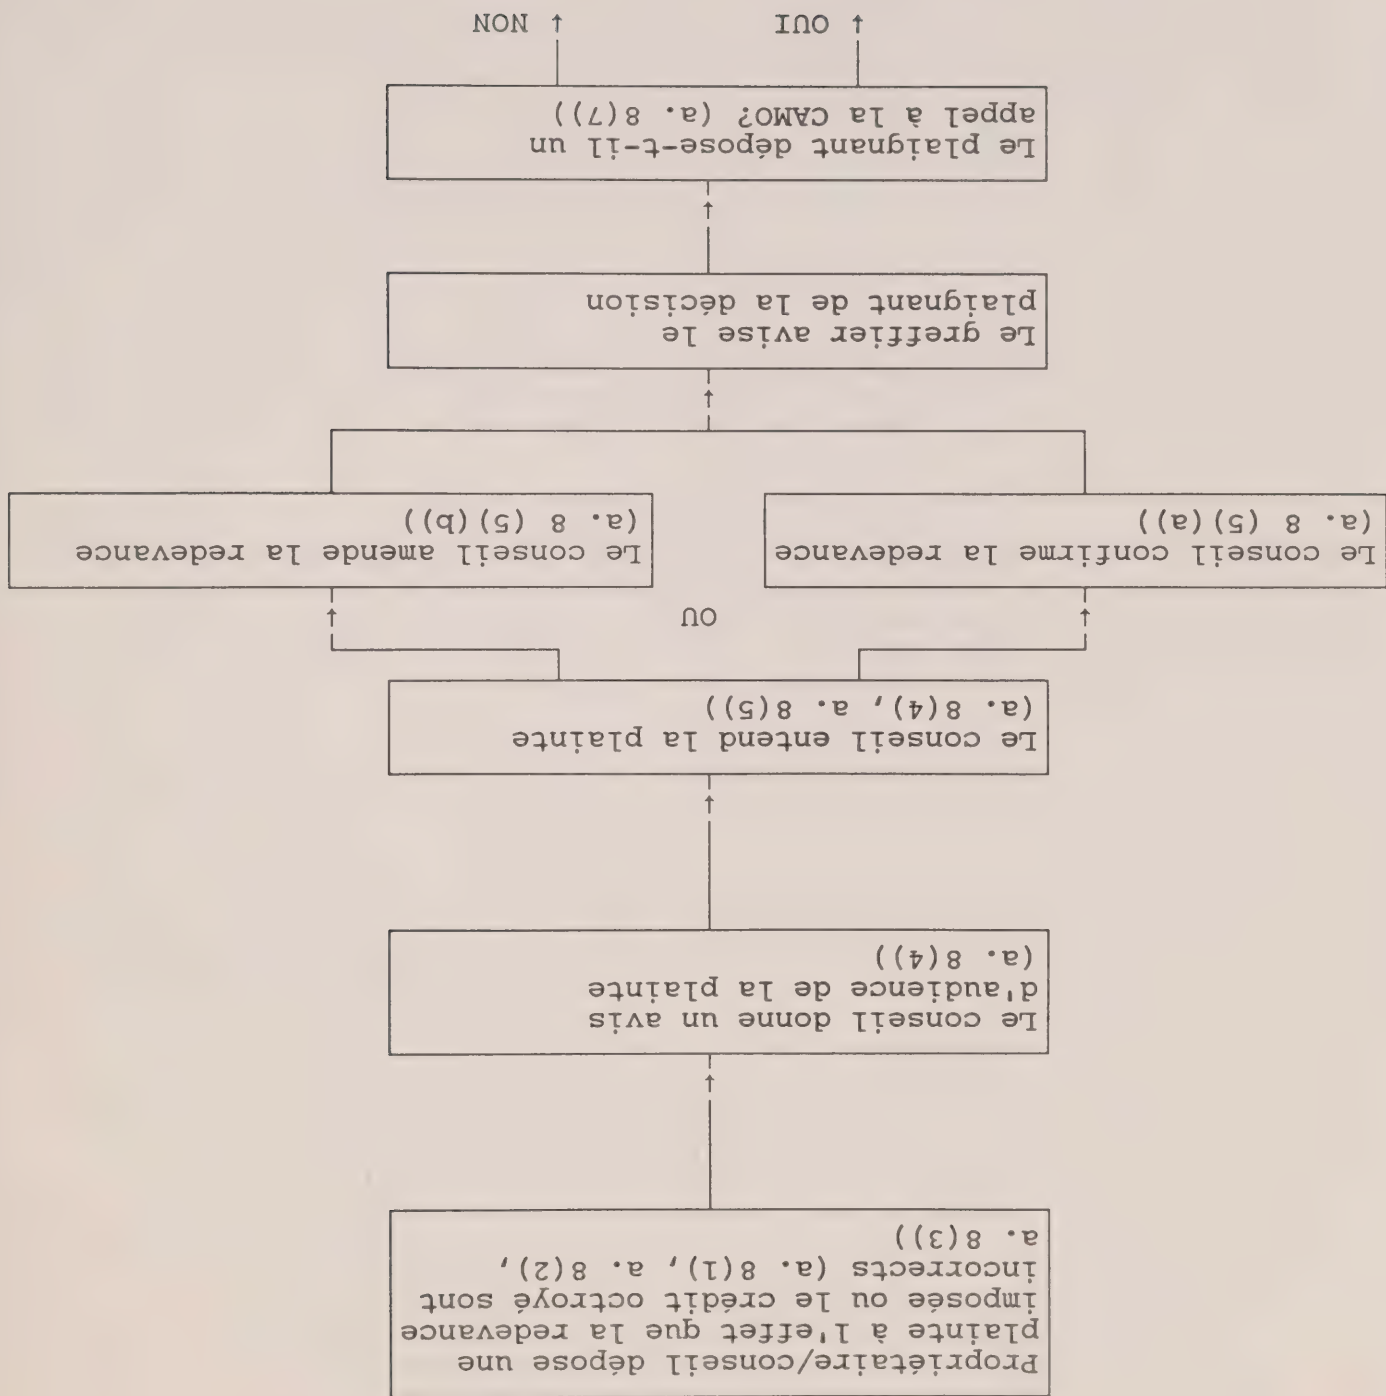 Propriétaire/conseil dépose une
plainte à l'effet que la redevance
imposée ou le crédit octroyé sont
incorrects (a. 8(1), a. 8(2),
a. 8(3))
Le conseil donne un avis
d'audience de la plainte
(a. 8(4))
Le conseil entend la plainte
(a. 8(4), a. 8(5))
OU
Le conseil confirme la redevance
(a. 8 (5)(a))
Le conseil amende la redevance
(a. 8 (5)(b))
Le greffier avise le
plaignant de la décision
Le plaignant dépose-t-il un
appel à la CAMO? (a. 8(7))
OUI
NON